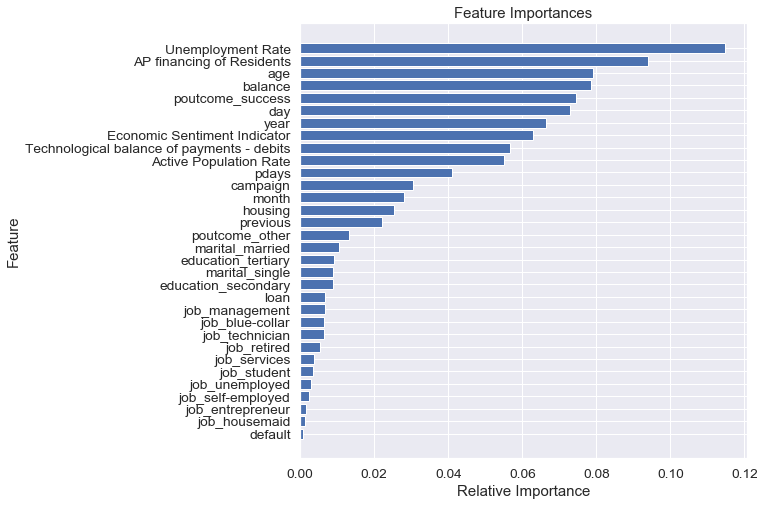 Feature Importances
Unemployment Rate
AP financing of Residents
age
balance
poutcome_success
day
year
Economic Sentiment Indicator
Technological balance of payments - debits
Active Population Rate
pdays
campaign
month
housing
previous
poutcome_other
marital_married
education_tertiary
marital_single
education_secondary
loan
job_management
job_blue-collar
job_technician
job_retired
job_services
job_student
job_unemployed
job_self-employed
job_entrepreneur
job_housemaid
default
Feature
0.00 0.02 0.04 0.06 0.08 0.10 0.12
Relative Importance